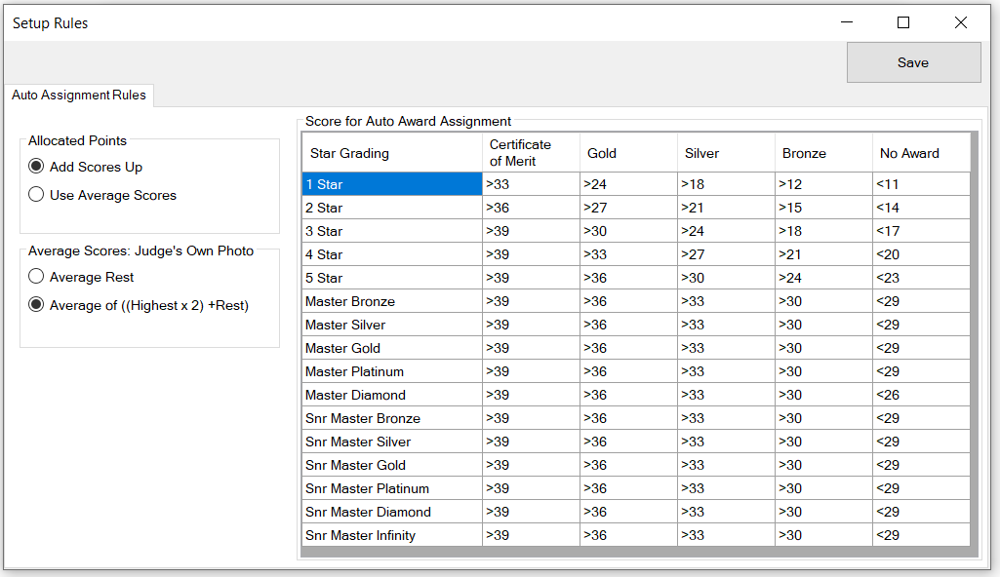 Setup Rules
Save
Auto Assignment Rules
Allocated Points
Add Scores Up
Use Average Scores
Average Scores: Judge's Own Photo
Average Rest
Average of ((Highest x 2) +Rest)
Score for Auto Award Assignment
Star Grading Certificate of Merit Gold Silver Bronze No Award
1 Star >33 >24 >18 >12 <11
2 Star >36 >27 >21 >15 <14
3 Star >39 >30 >24 >18 <17
4 Star >39 >33 >27 >21 <20
5 Star >39 >36 >30 >24 <23
Master Bronze >39 >36 >33 >30 <29
Master Silver >39 >36 >33 >30 <29
Master Gold >39 >36 >33 >30 <29
Master Platinum >39 >36 >33 >30 <29
Master Diamond >39 >36 >33 >30 <26
Snr Master Bronze >39 >36 >33 >30 <29
Snr Master Silver >39 >36 >33 >30 <29
Snr Master Gold >39 >36 >33 >30 <29
Snr Master Platinum >39 >36 >33 >30 <29
Snr Master Diamond >39 >36 >33 >30 <29
Snr Master Infinity >39 >36 >33 >30 <29